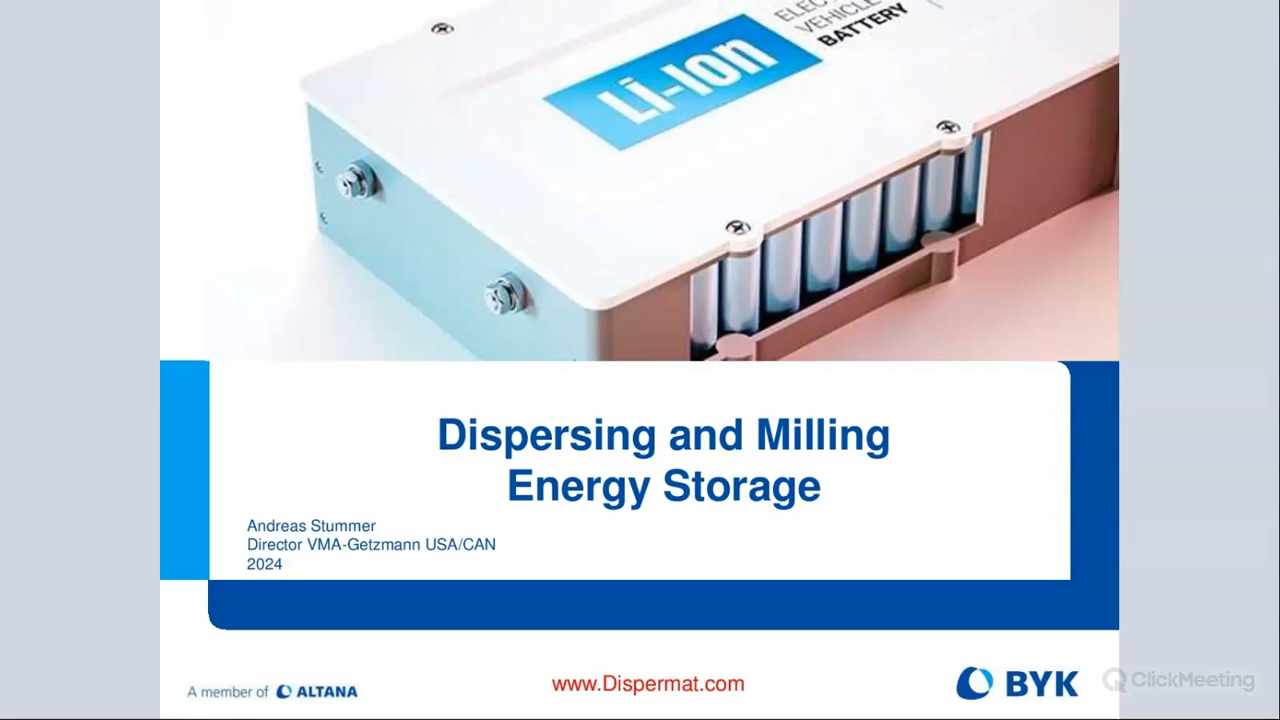 VEHICLE
BATTERY
Li-Ion
Dispersing and Milling
Energy Storage
Andreas Stummer
Director VMA-Getzmann USA/CAN
2024
A member of ALTANA
www.Dispermat.com
BYK
ClickMeeting